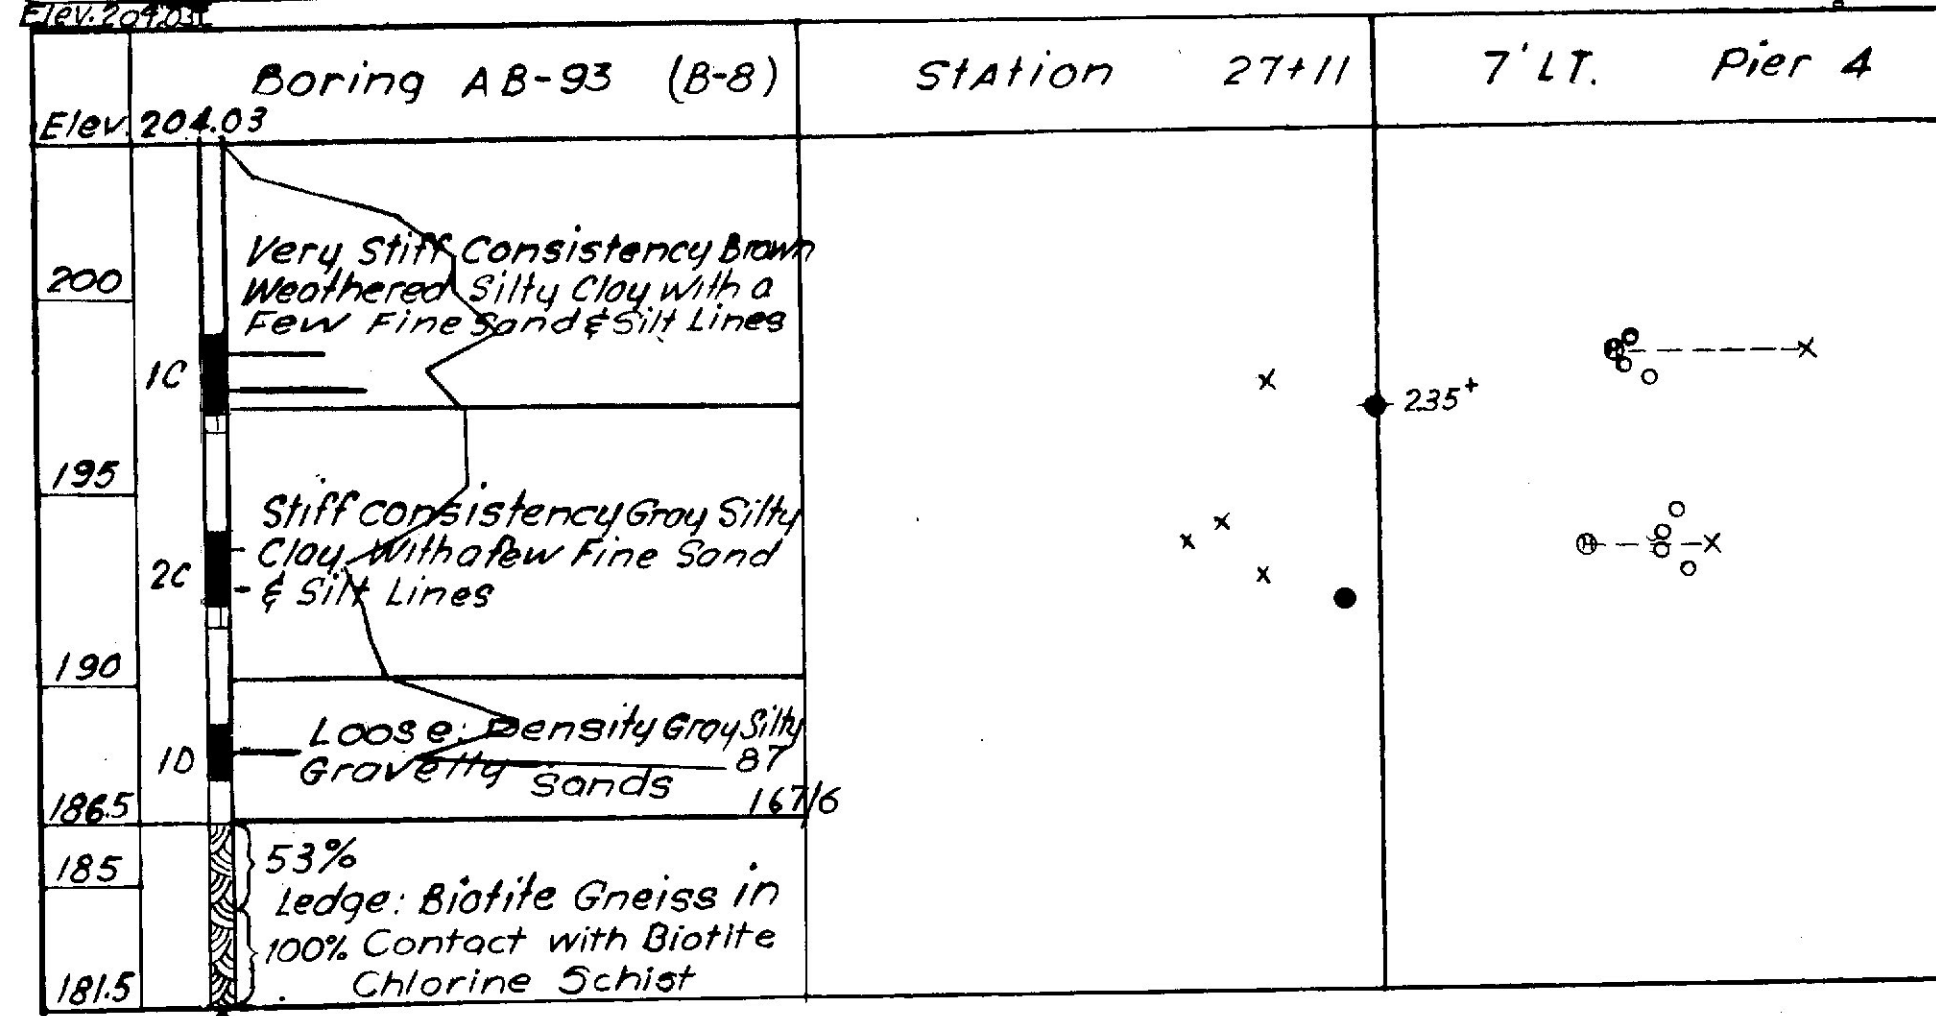 Elev. 204.03
Boring AB-93 (B-8) Station 27+11 7' LT. Pier 4
Elev. 204.03
Very Stiff Consistency Brown
Weathered Silty Clay with a
200
Few Fine Sand & Silt Lines
1C
235+
195
Stiff consistency Gray Silty
Clay With a few Fine Sand
2C
& Silt Lines
190
Loose: Density Gray Silty
87
1D
Gravelly Sands
186.5
167/6
53%
185
Ledge: Biotite Gneiss in
100% Contact with Biotite
181.5
Chlorine Schist